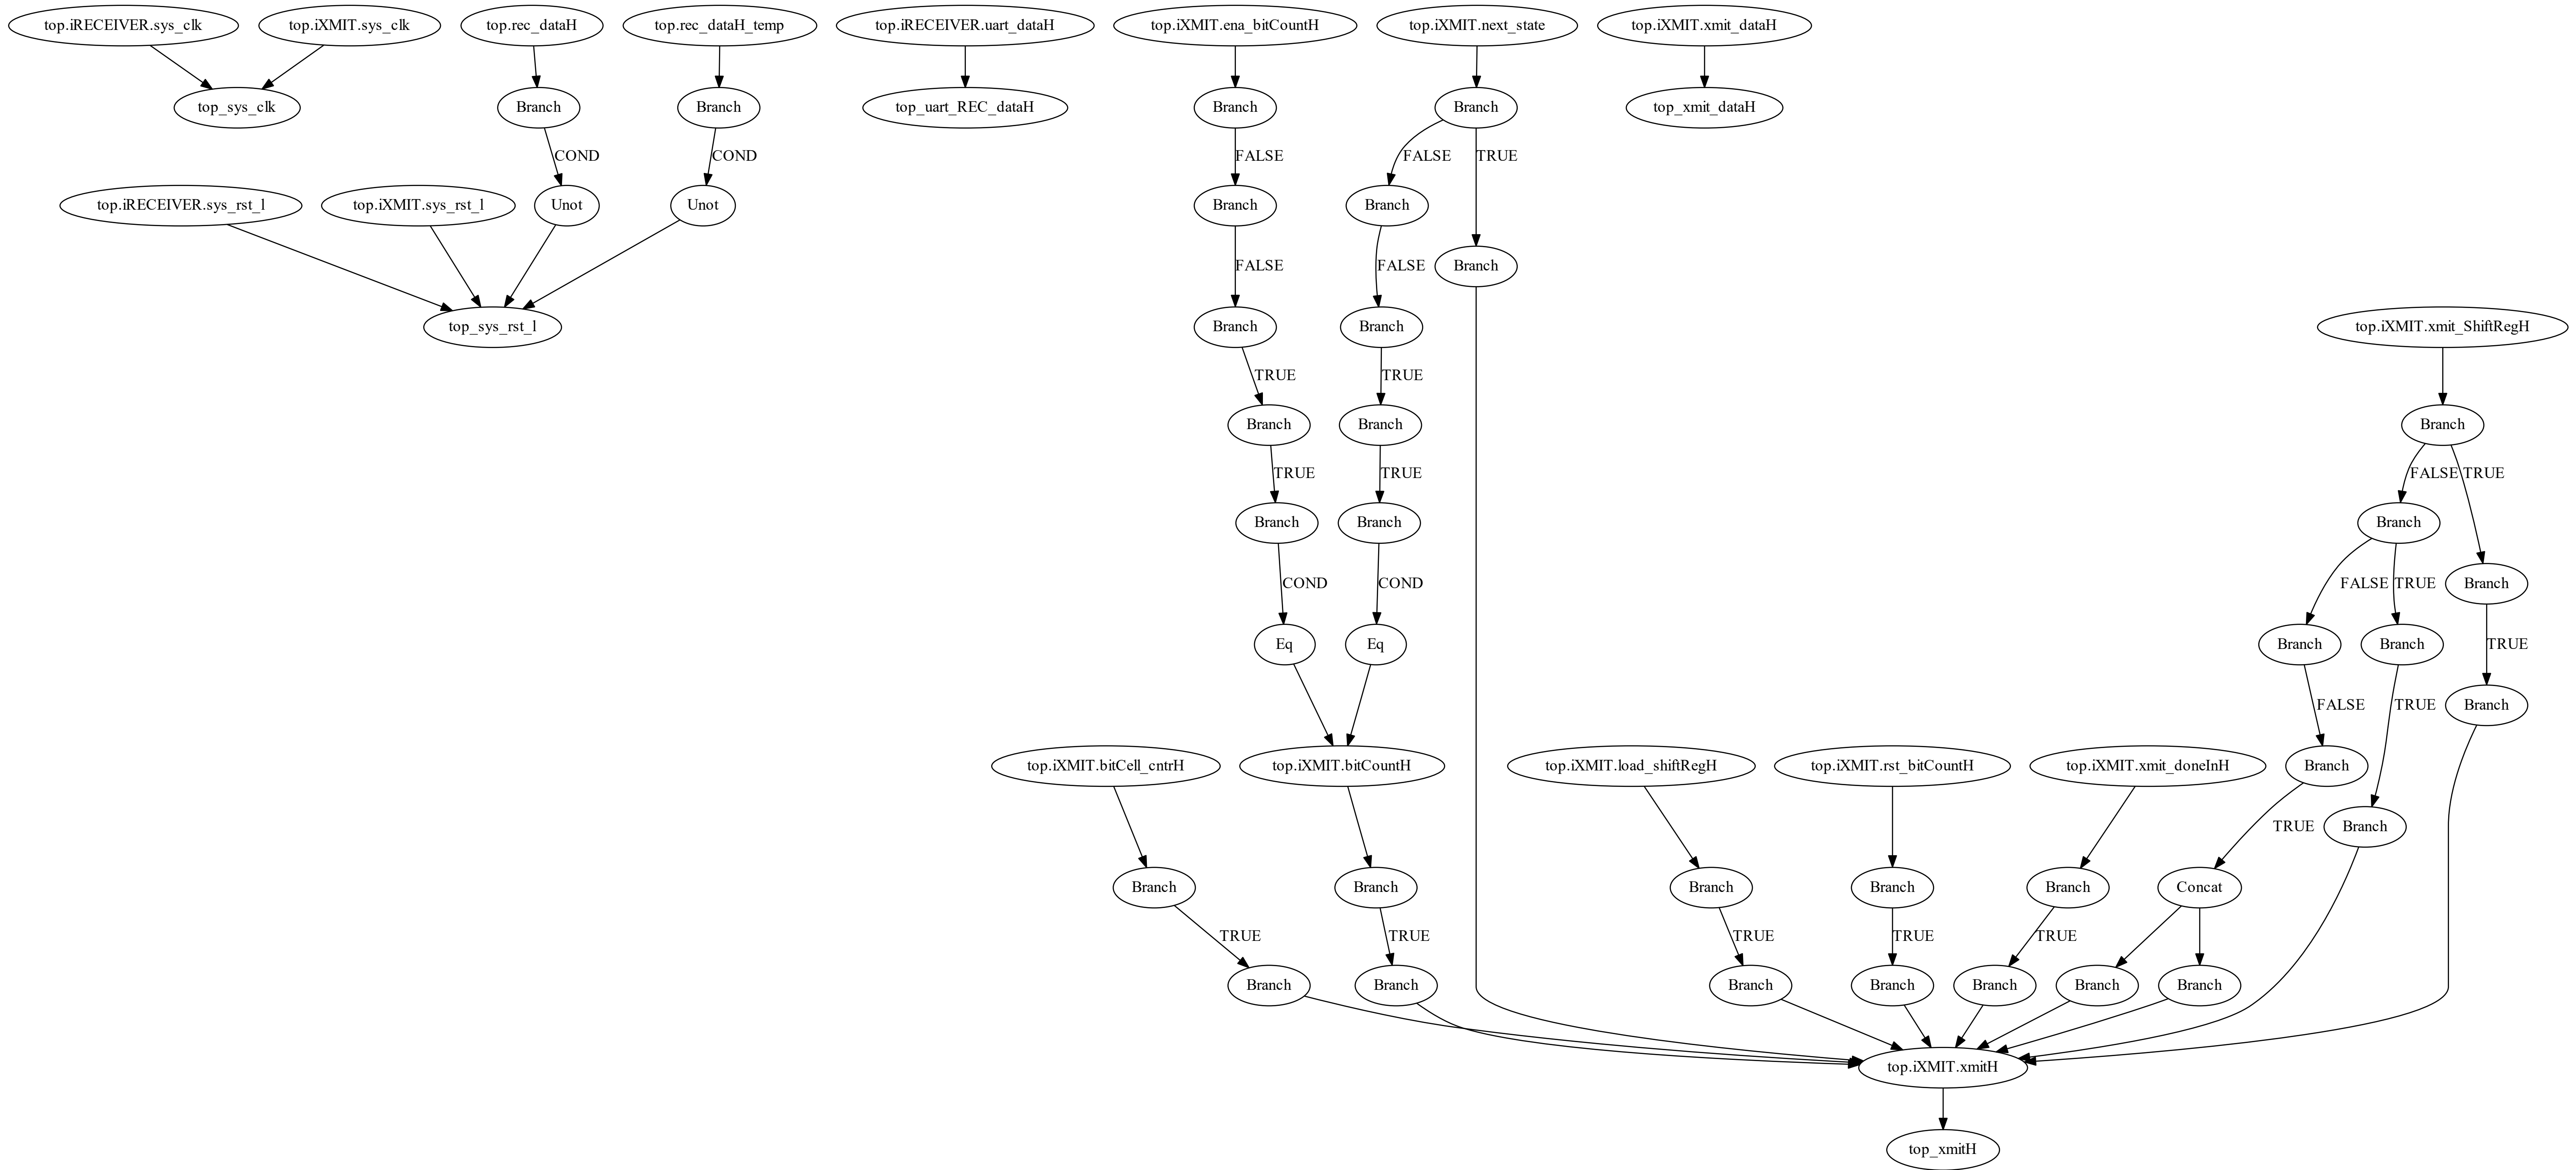 top.iRECEIVER.sys_clk
top.iXMIT.sys_clk
top.rec_dataH
top.rec_dataH_temp
top.iRECEIVER.uart_dataH
top.iXMIT.ena_bitCountH
top.iXMIT.next_state
top.iXMIT.xmit_dataH
top_sys_clk
Branch
Branch
top_uart_REC_dataH
Branch
Branch
top_xmit_dataH
COND
COND
FALSE
FALSE
TRUE
top.iRECEIVER.sys_rst_l
top.iXMIT.sys_rst_l
Unot
Unot
Branch
Branch
FALSE
FALSE
Branch
top_sys_rst_l
Branch
Branch
top.iXMIT.xmit_ShiftRegH
TRUE
TRUE
Branch
Branch
Branch
TRUE
TRUE
FALSE
TRUE
Branch
Branch
Branch
COND
COND
FALSE
TRUE
Branch
Eq
Eq
Branch
Branch
TRUE
FALSE
TRUE
Branch
top.iXMIT.bitCell_cntrH
top.iXMIT.bitCountH
top.iXMIT.load_shiftRegH
top.iXMIT.rst_bitCountH
top.iXMIT.xmit_doneInH
Branch
TRUE
Branch
Branch
Branch
Branch
Branch
Branch
Concat
TRUE
TRUE
TRUE
TRUE
TRUE
Branch
Branch
Branch
Branch
Branch
Branch
Branch
top.iXMIT.xmitH
top_xmitH